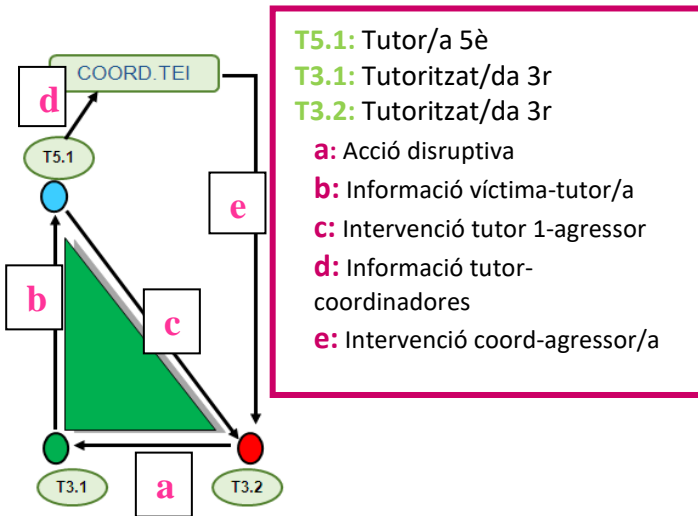 COORD.TEI
d
T5.1
e
b
c
a
T3.1
T3.2
T5.1: Tutor/a 5è
T3.1: Tutoritzat/da 3r
T3.2: Tutoritzat/da 3r
a: Acció disruptiva
b: Informació víctima-tutor/a
c: Intervenció tutor 1-agressor
d: Informació tutor-
coordinadores
e: Intervenció coord-agressor/a